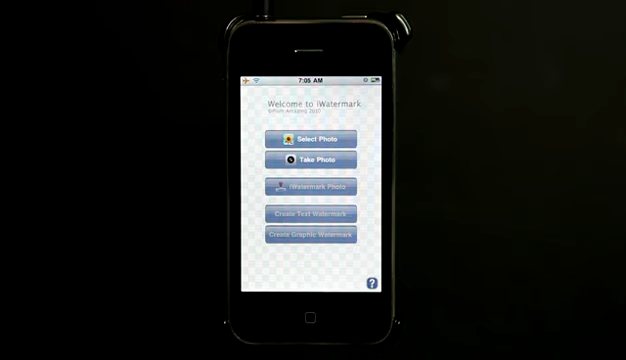 7:05 AM
Welcome to iWatermark
Select Photo
Take Photo
iWatermark Photo
Create Text Watermark
Create Graphic Watermark
?